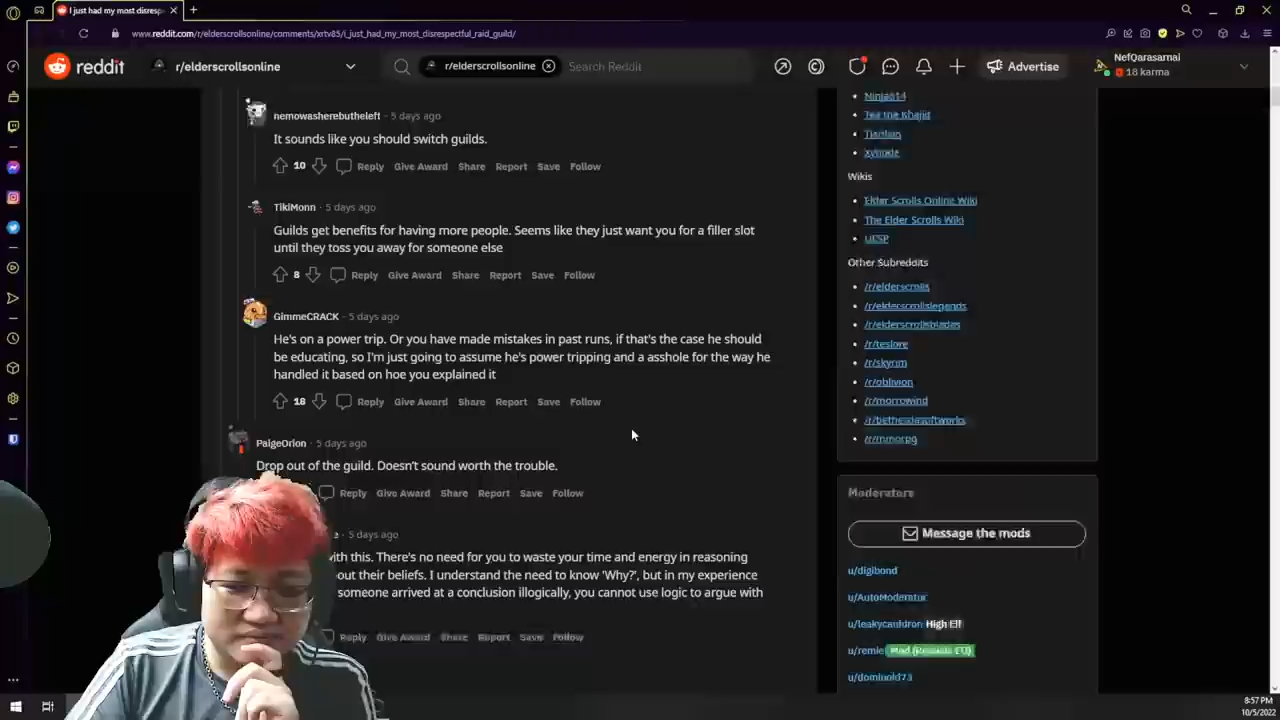 I just had my most disresp
www.reddit.com/r/elderscrollsonline/comments/xrtv85/i_just_had_my_most_disrespectful_raid_guild/
reddit
r/elderscrollsonline
r/elderscrollsonline
Search Reddit
Advertise
NefQarasarnai
18 karma
nemowasherebutheleft · 5 days ago
It sounds like you should switch guilds.
10 Reply Give Award Share Report Save Follow
TikiMonn · 5 days ago
Guilds get benefits for having more people. Seems like they just want you for a filler slot
until they toss you away for someone else
8 Reply Give Award Share Report Save Follow
GimmeCRACK · 5 days ago
He's on a power trip. Or you have made mistakes in past runs, if that's the case he should
be educating, so I'm just going to assume he's power tripping and a asshole for the way he
handled it based on hoe you explained it
18 Reply Give Award Share Report Save Follow
PaigeOrion · 5 days ago
Drop out of the guild. Doesn't sound worth the trouble.
Reply Give Award Share Report Save Follow
· 5 days ago
with this. There's no need for you to waste your time and energy in reasoning
out their beliefs. I understand the need to know 'Why?', but in my experience
someone arrived at a conclusion illogically, you cannot use logic to argue with
Reply Give Award Share Report Save Follow
Ninja614
Tianlian
Xynode
Wikis
Elder Scrolls Online Wiki
The Elder Scrolls Wiki
UESP
Other Subreddits
/r/elderscrolls
/r/elderscrollslegends
/r/elderscrollsblades
/r/teslore
/r/skyrim
/r/oblivion
/r/morrowind
/r/bethesdasoftworks
/r/mmorpg
Moderators
Message the mods
u/digibond
u/AutoModerator
u/leakycauldron High Elf
8:57 PM
10/5/2022